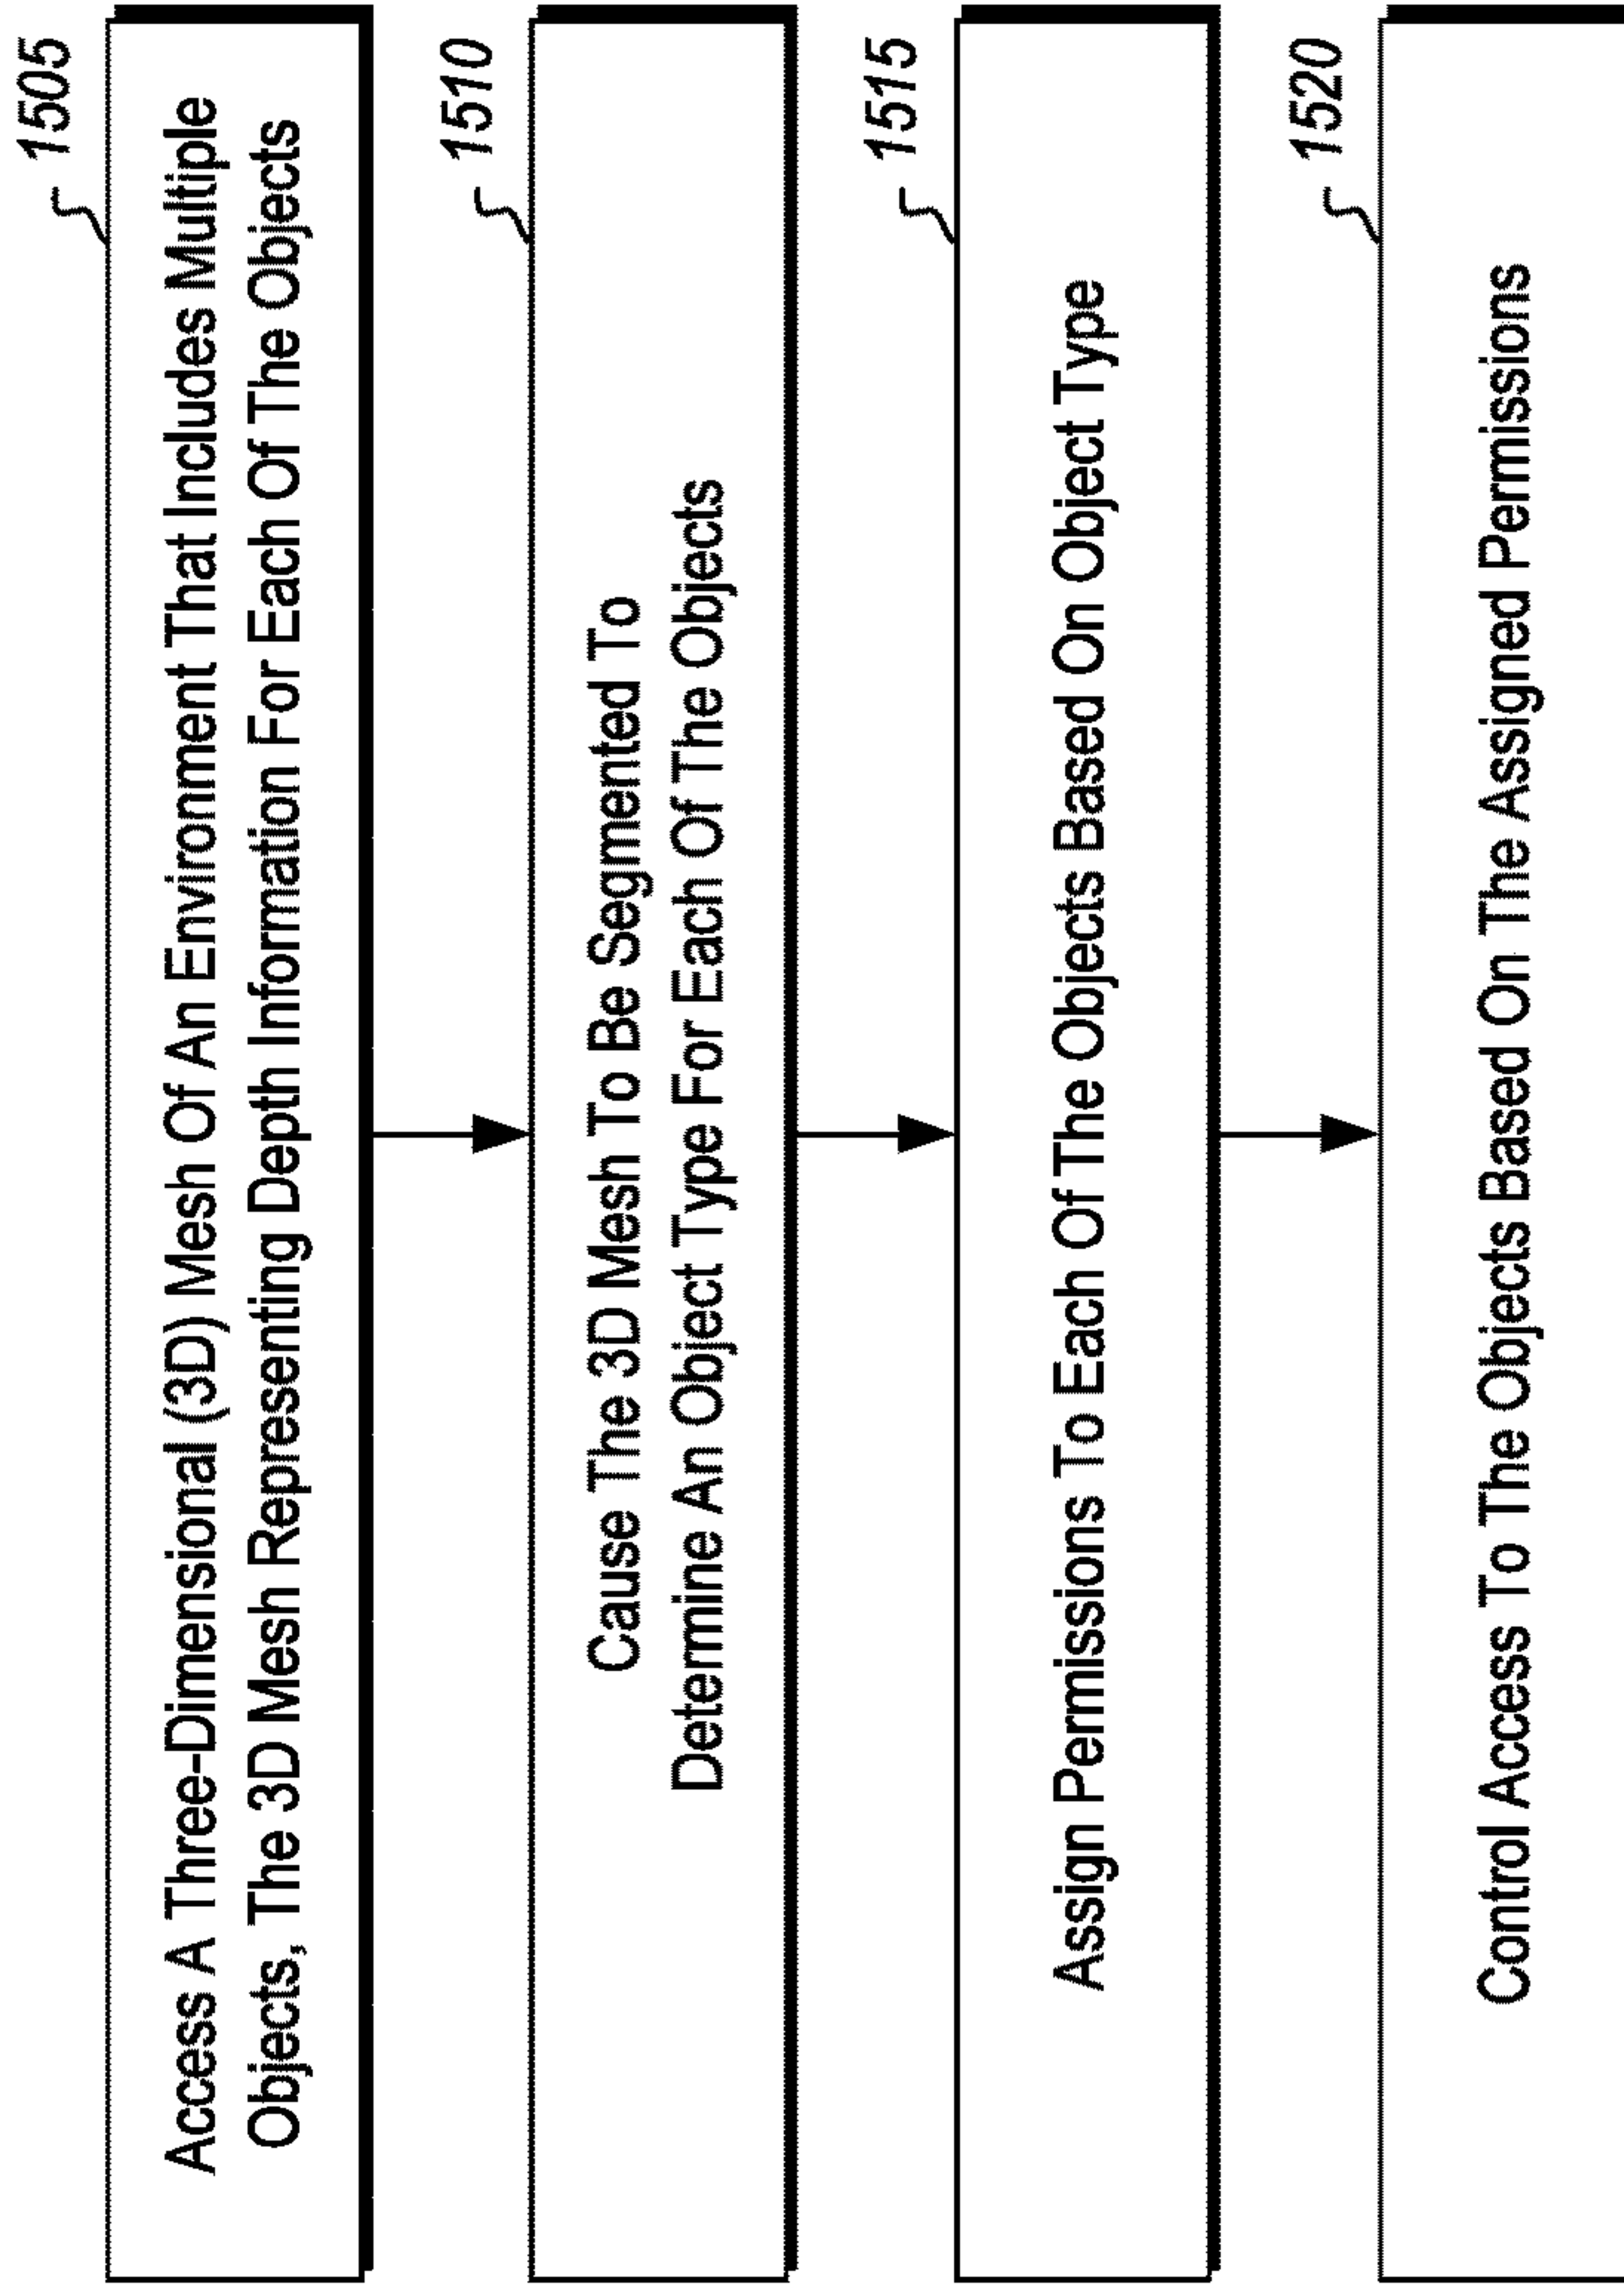 1505
Access A Three-Dimensional (3D) Mesh Of An Environment That Includes Multiple
Objects, The 3D Mesh Representing Depth Information For Each Of The Objects
1510
Cause The 3D Mesh To Be Segmented To
Determine An Object Type For Each Of The Objects
1515
Assign Permissions To Each Of The Objects Based On Object Type
1520
Control Access To The Objects Based On The Assigned Permissions